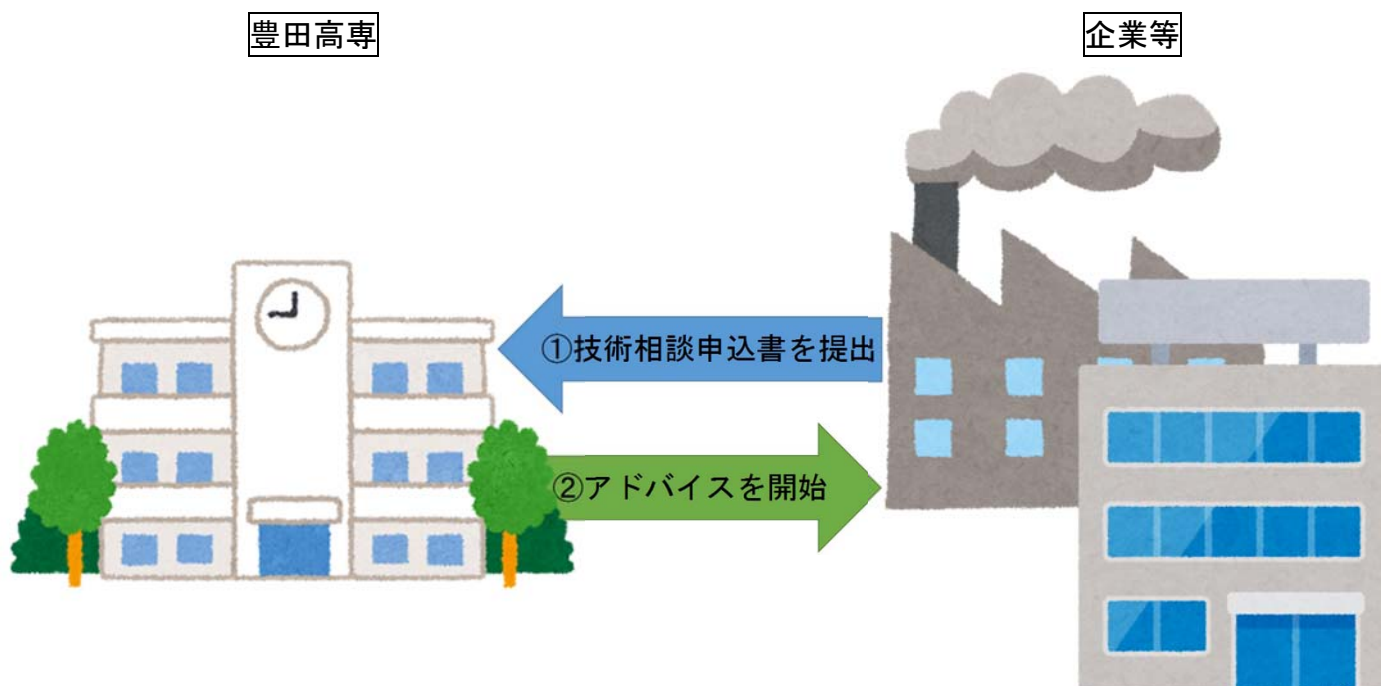 豊田高専
企業等
①技術相談申込書を提出
②アドバイスを開始